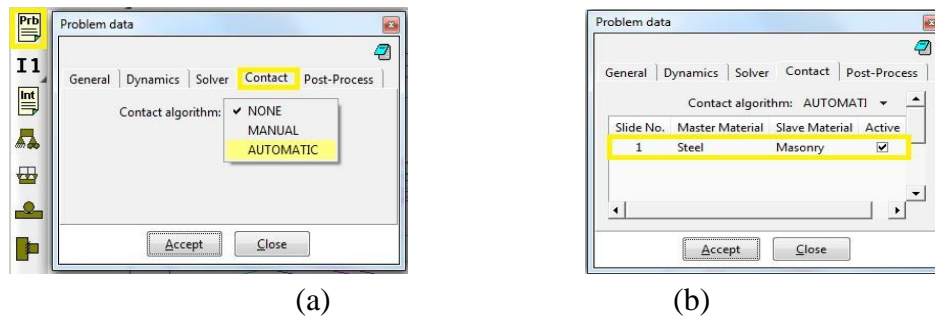 Prb
I1
Int
Problem data
General Dynamics Solver Contact Post-Process
Contact algorithm:
✔ NONE
MANUAL
AUTOMATIC
Accept Close
(a)
Problem data
General Dynamics Solver Contact Post-Process
Contact algorithm: AUTOMATI
Slide No. Master Material Slave Material Active
1 Steel Masonry
Accept Close
(b)